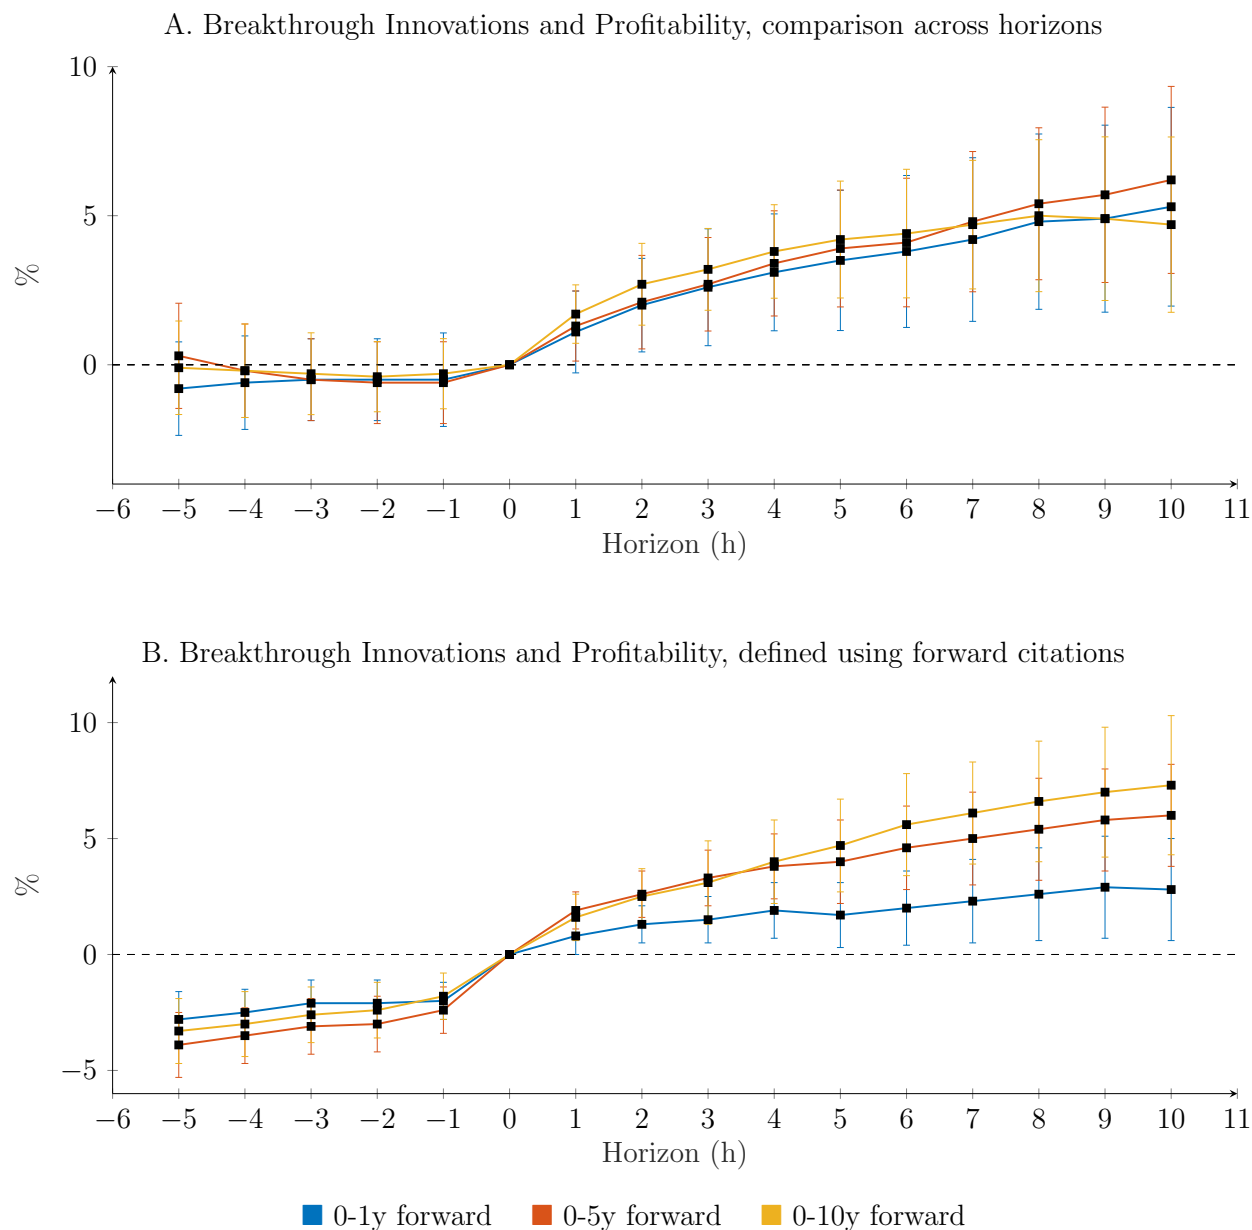 A. Breakthrough Innovations and Profitability, comparison across horizons
10
5
0
%
−6 −5 −4 −3 −2 −1 0 1 2 3 4 5 6 7 8 9 10 11
Horizon (h)
B. Breakthrough Innovations and Profitability, defined using forward citations
10
5
0
−5
%
−6 −5 −4 −3 −2 −1 0 1 2 3 4 5 6 7 8 9 10 11
Horizon (h)
0-1y forward 0-5y forward 0-10y forward